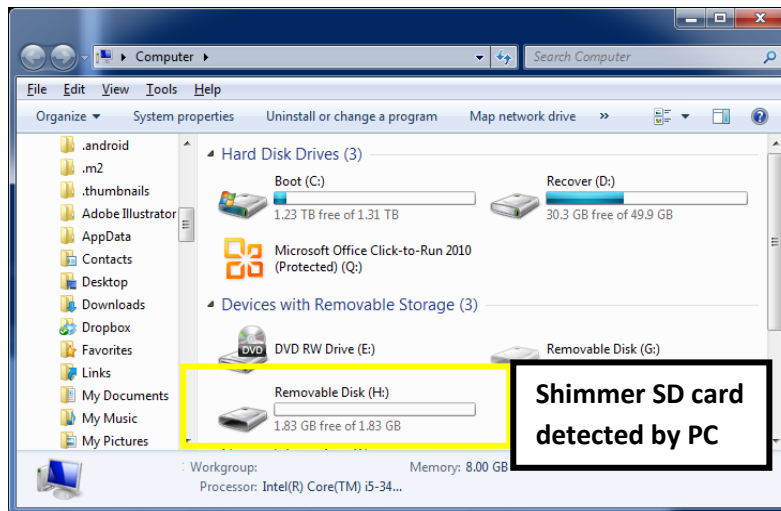 Computer
Search Computer
File Edit View Tools Help
Organize System properties Uninstall or change a program Map network drive »
.android
.m2
.thumbnails
Adobe Illustrator
AppData
Contacts
Desktop
Downloads
Dropbox
Favorites
Links
My Documents
My Music
My Pictures
Hard Disk Drives (3)
Boot (C:)
1.23 TB free of 1.31 TB
Recover (D:)
30.3 GB free of 49.9 GB
Microsoft Office Click-to-Run 2010
(Protected) (Q:)
Devices with Removable Storage (3)
DVD
DVD RW Drive (E:)
Removable Disk (G:)
Removable Disk (H:)
1.83 GB free of 1.83 GB
Shimmer SD card
detected by PC
Workgroup: Memory: 8.00 GB
Processor: Intel(R) Core(TM) i5-34...